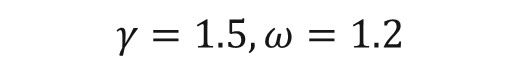 γ = 1.5, ω = 1.2